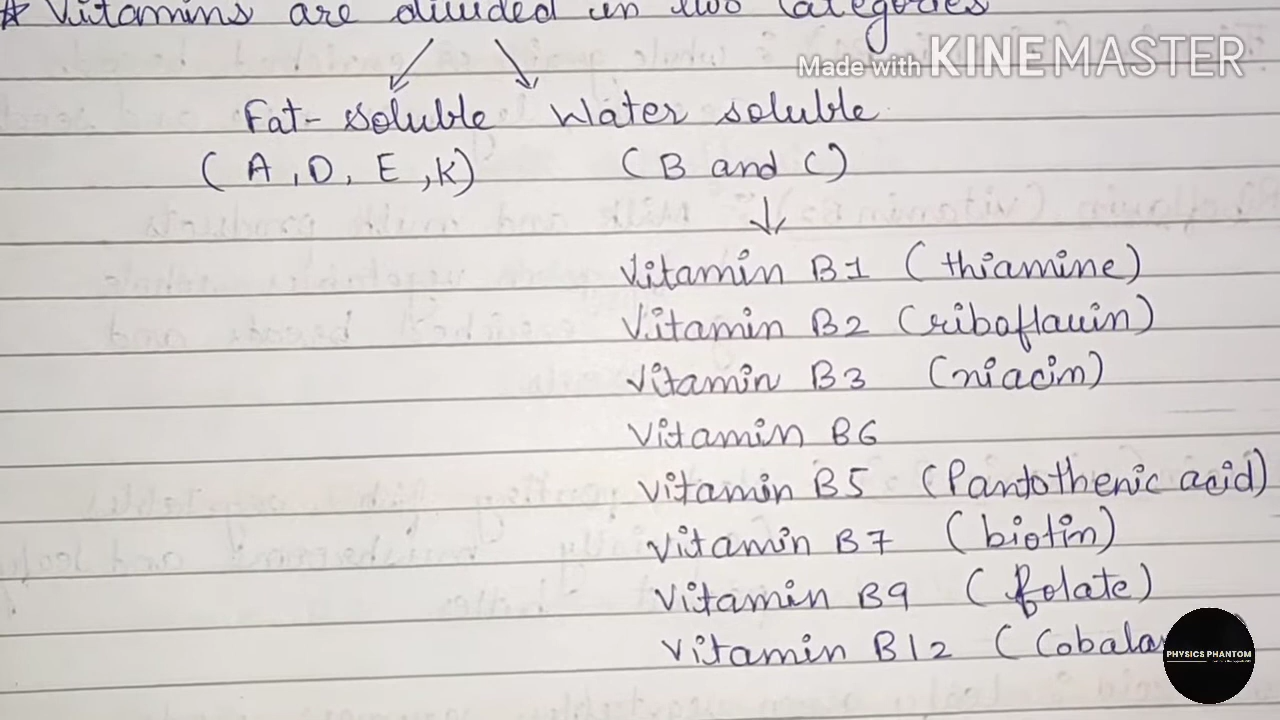 * Vitamins are divided in two Categories
Made with KINEMASTER
Fat- soluble Water soluble
(A, D, E, K) (B and C)
Vitamin B1 (thiamine)
Vitamin B2 (riboflavin)
Vitamin B3 (niacin)
Vitamin B6
Vitamin B5 (Pantothenic acid)
Vitamin B7 (biotin)
Vitamin B9 (folate)
Vitamin B12 (Cobala
PHYSICS PHANTOM